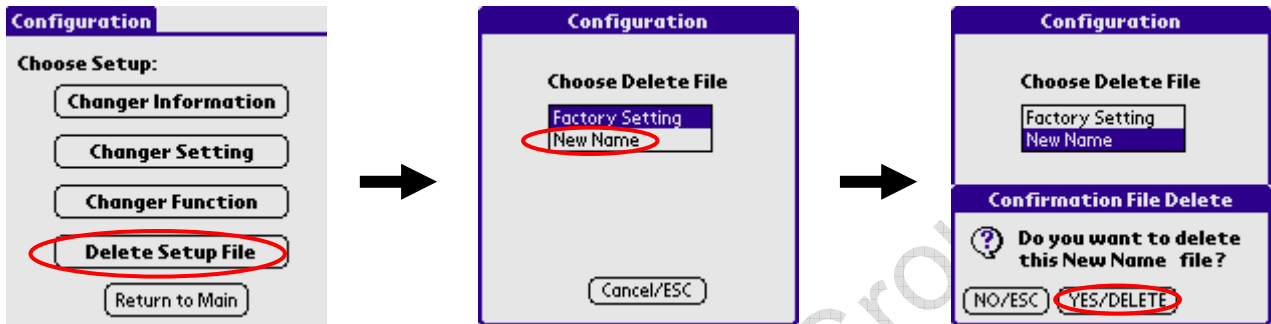 Configuration
Choose Setup:
Changer Information
Changer Setting
Changer Function
Delete Setup File
Return to Main
Configuration
Choose Delete File
Factory Setting
New Name
Cancel/ESC
Configuration
Choose Delete File
Factory Setting
New Name
Confirmation File Delete
Do you want to delete
this New Name file?
NO/ESC
YES/DELETE